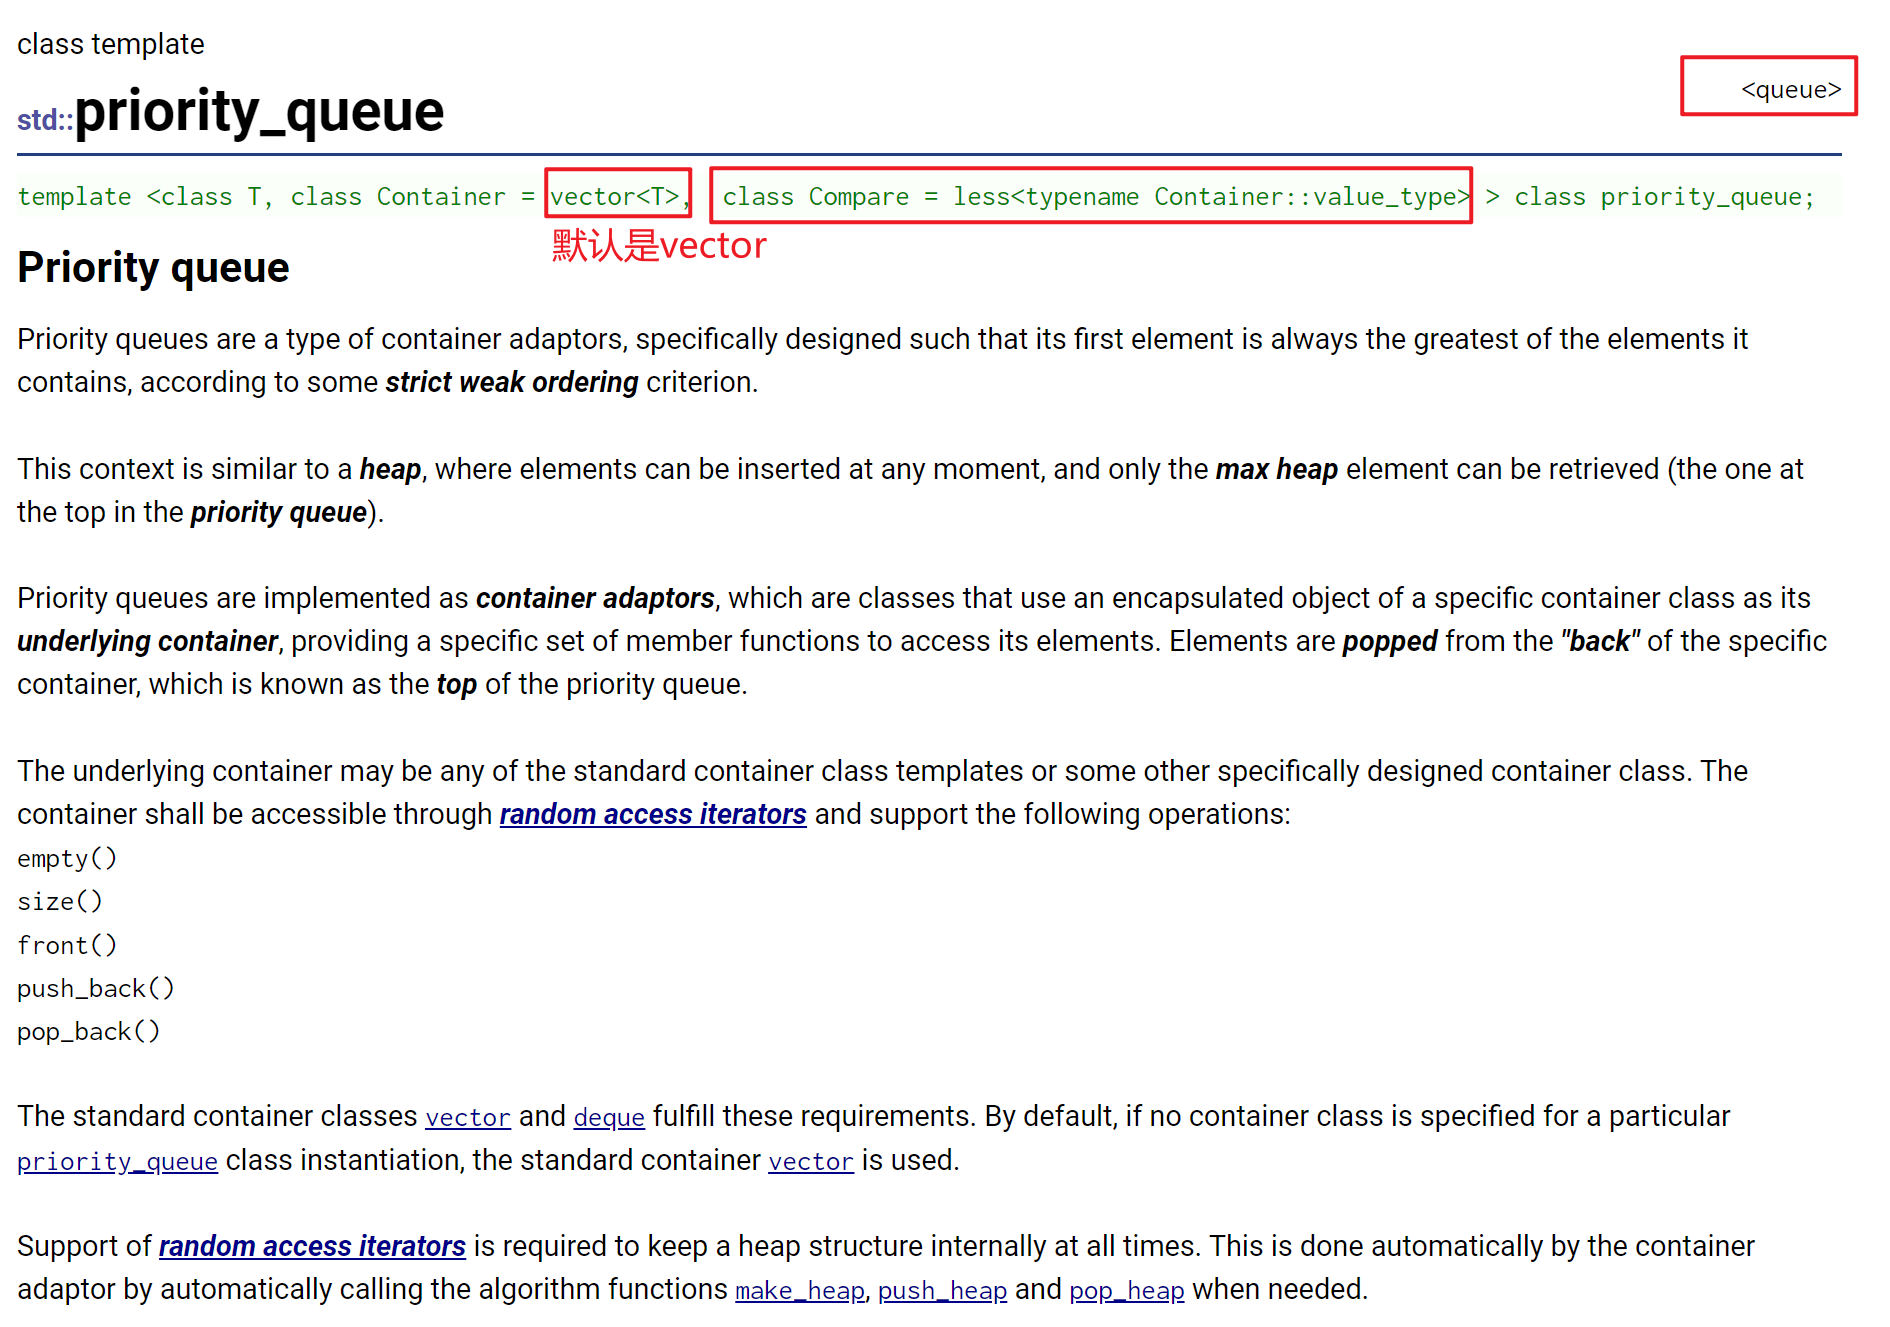 class template
std::priority_queue
<queue>
template <class T, class Container = vector<T>, class Compare = less<typename Container::value_type> > class priority_queue;
默认是vector
Priority queue
Priority queues are a type of container adaptors, specifically designed such that its first element is always the greatest of the elements it
contains, according to some strict weak ordering criterion.
This context is similar to a heap, where elements can be inserted at any moment, and only the max heap element can be retrieved (the one at
the top in the priority queue).
Priority queues are implemented as container adaptors, which are classes that use an encapsulated object of a specific container class as its
underlying container, providing a specific set of member functions to access its elements. Elements are popped from the "back" of the specific
container, which is known as the top of the priority queue.
The underlying container may be any of the standard container class templates or some other specifically designed container class. The
container shall be accessible through random access iterators and support the following operations:
empty()
size()
front()
push_back()
pop_back()
The standard container classes vector and deque fulfill these requirements. By default, if no container class is specified for a particular
priority_queue class instantiation, the standard container vector is used.
Support of random access iterators is required to keep a heap structure internally at all times. This is done automatically by the container
adaptor by automatically calling the algorithm functions make_heap, push_heap and pop_heap when needed.